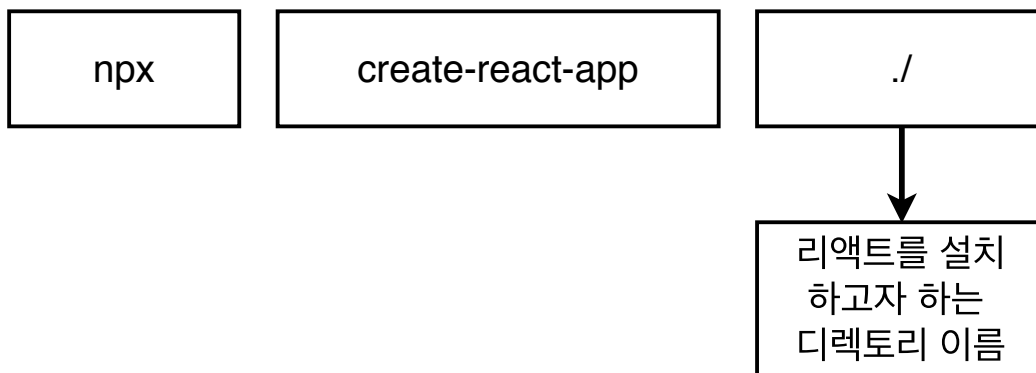 npx
create-react-app
./
리액트를 설치
하고자 하는
디렉토리 이름